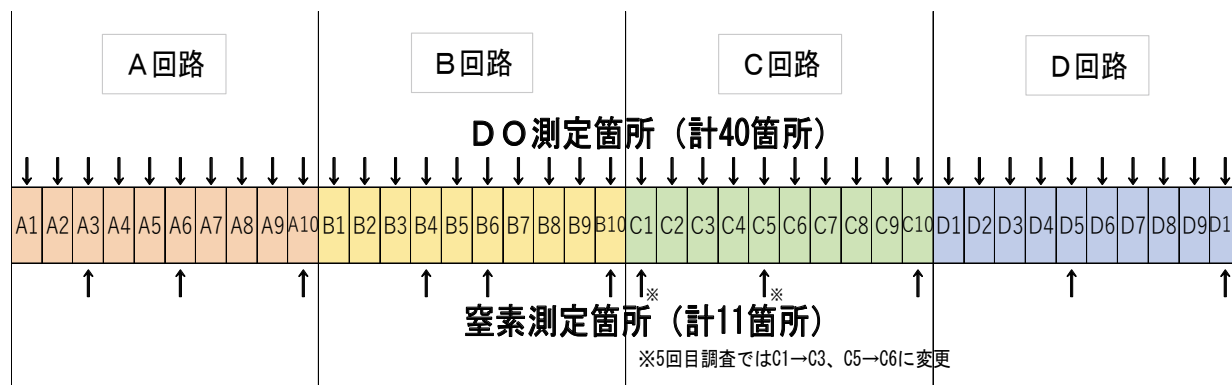 A回路 B回路 C回路 D回路
DO測定箇所（計40箇所）
A1 A2 A3 A4 A5 A6 A7 A8 A9 A10 B1 B2 B3 B4 B5 B6 B7 B8 B9 B10 C1 C2 C3 C4 C5 C6 C7 C8 C9 C10 D1 D2 D3 D4 D5 D6 D7 D8 D9 D1
※ ※
窒素測定箇所（計11箇所）
※5回目調査ではC1→C3、C5→C6に変更